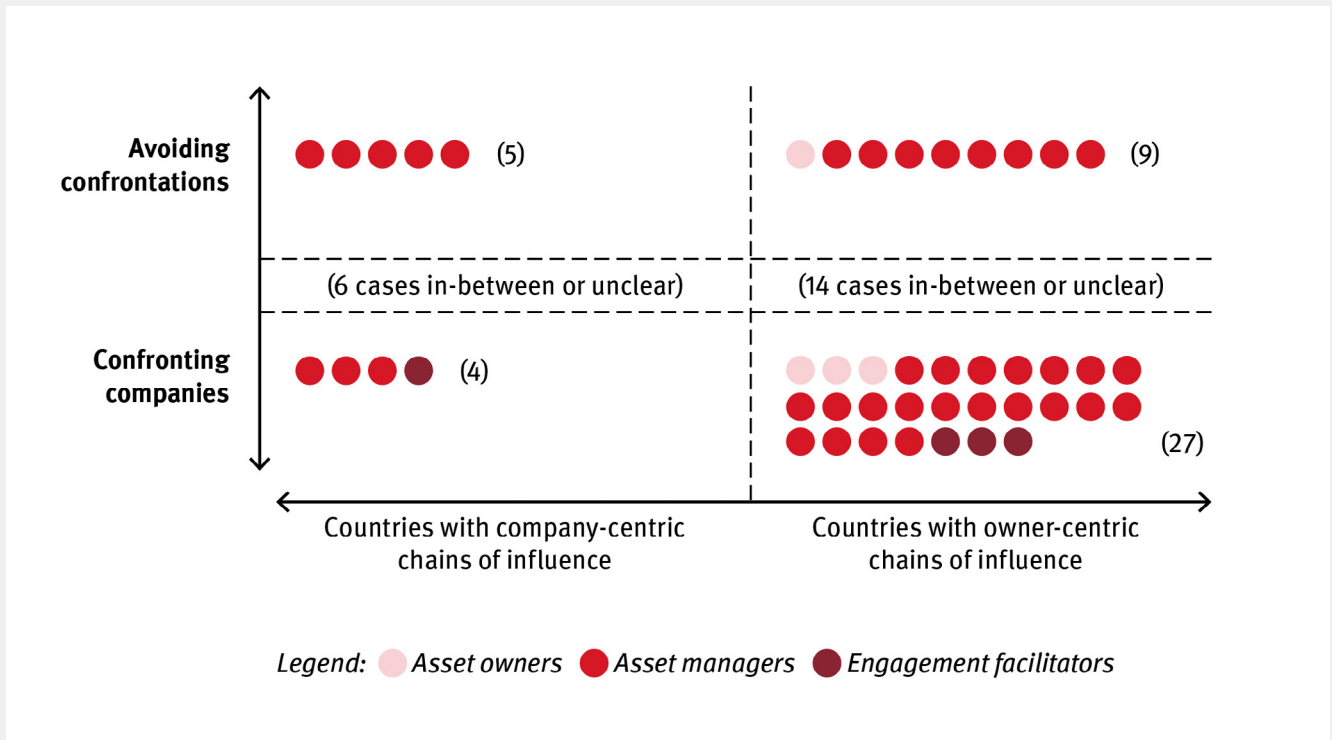 Avoiding
confrontations
(5)
(9)
(6 cases in-between or unclear)
(14 cases in-between or unclear)
Confronting
companies
(4)
(27)
Countries with company-centric
chains of influence
Countries with owner-centric
chains of influence
Legend: Asset owners Asset managers Engagement facilitators